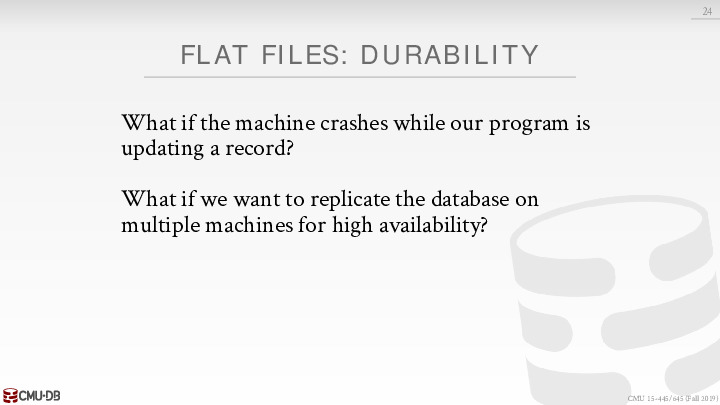 24
FLAT FILES: DURABILITY
What if the machine crashes while our program is
updating a record?
What if we want to replicate the database on
multiple machines for high availability?
CMU·DB
CMU 15-445/645 (Fall 2019)